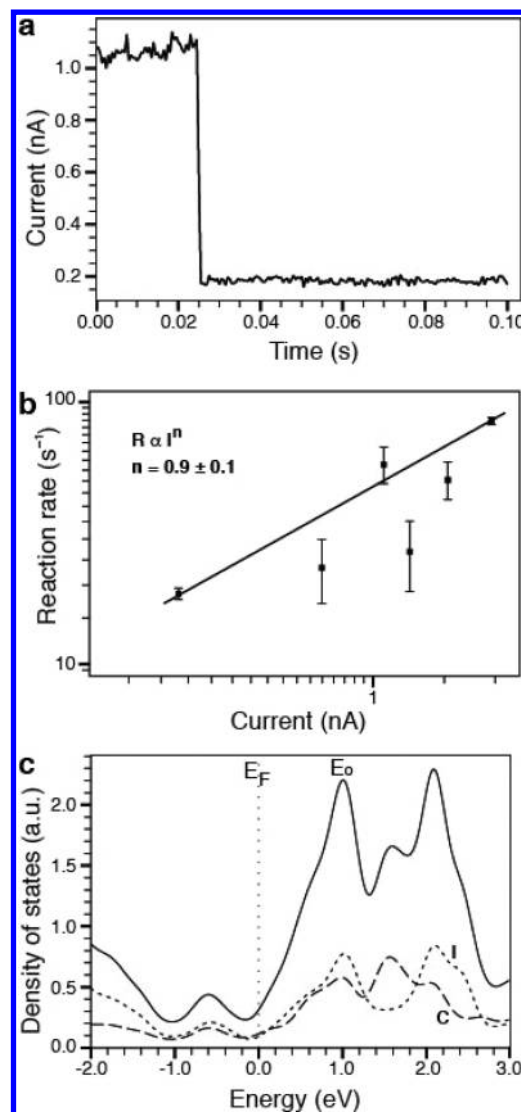 a
Current (nA)
1.0
0.8
0.6
0.4
0.2
0.00 0.02 0.04 0.06 0.08 0.10
Time (s)
b
Reaction rate (s⁻¹)
100
R α Iⁿ
n = 0.9 ± 0.1
10
1
Current (nA)
c
Density of states (a.u.)
E_F E_o
2.0
1.5
1.0
I
0.5
C
0.0
-2.0 -1.0 0.0 1.0 2.0 3.0
Energy (eV)